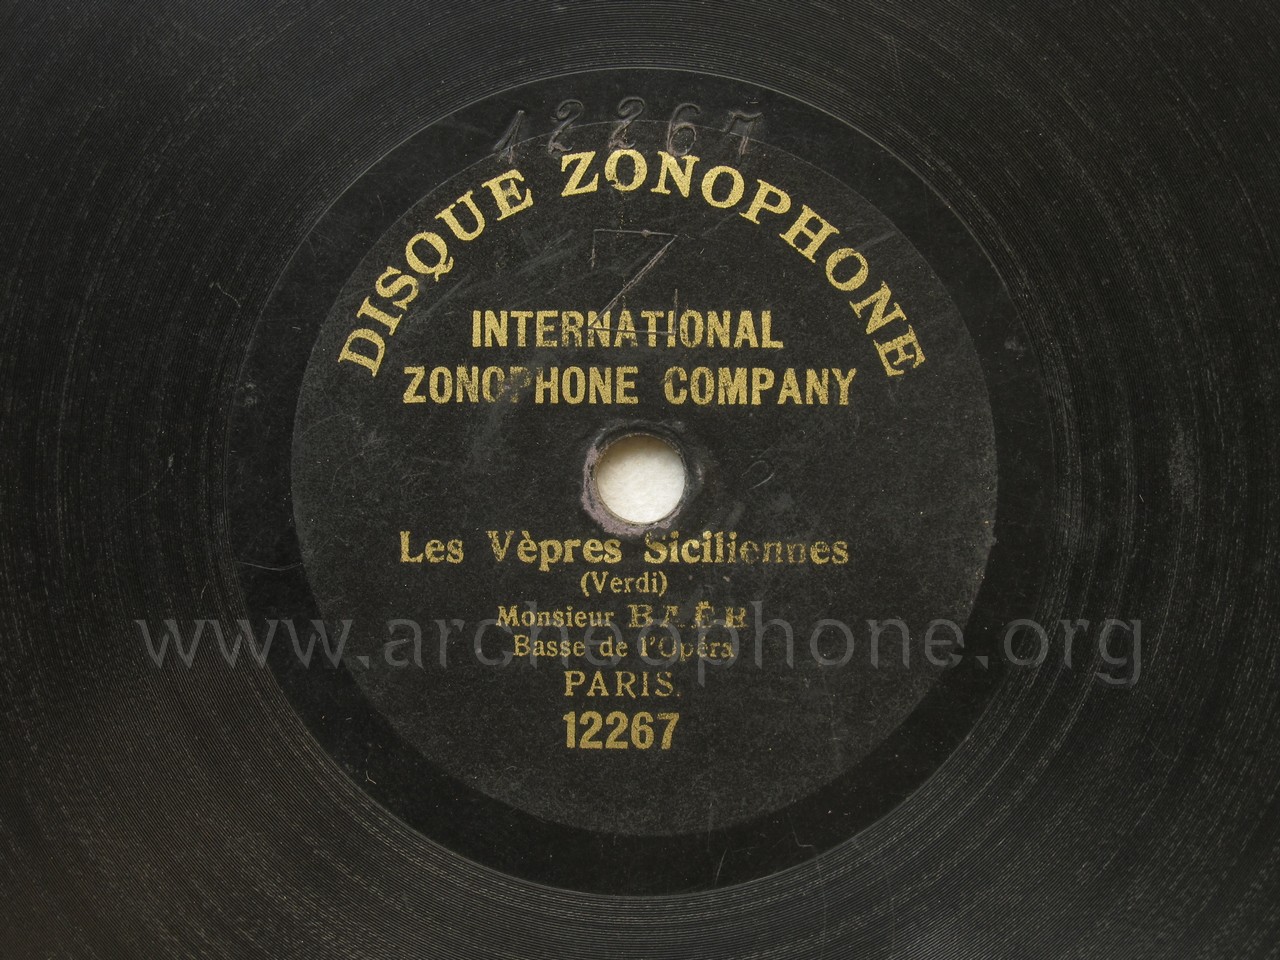 12267
DISQUE ZONOPHONE
INTERNATIONAL
ZONOPHONE COMPANY
Les Vèpres Siciliennes
(Verdi)
Monsieur BAËR
Basse de l'Opéra
www.archeophone.org
PARIS.
12267